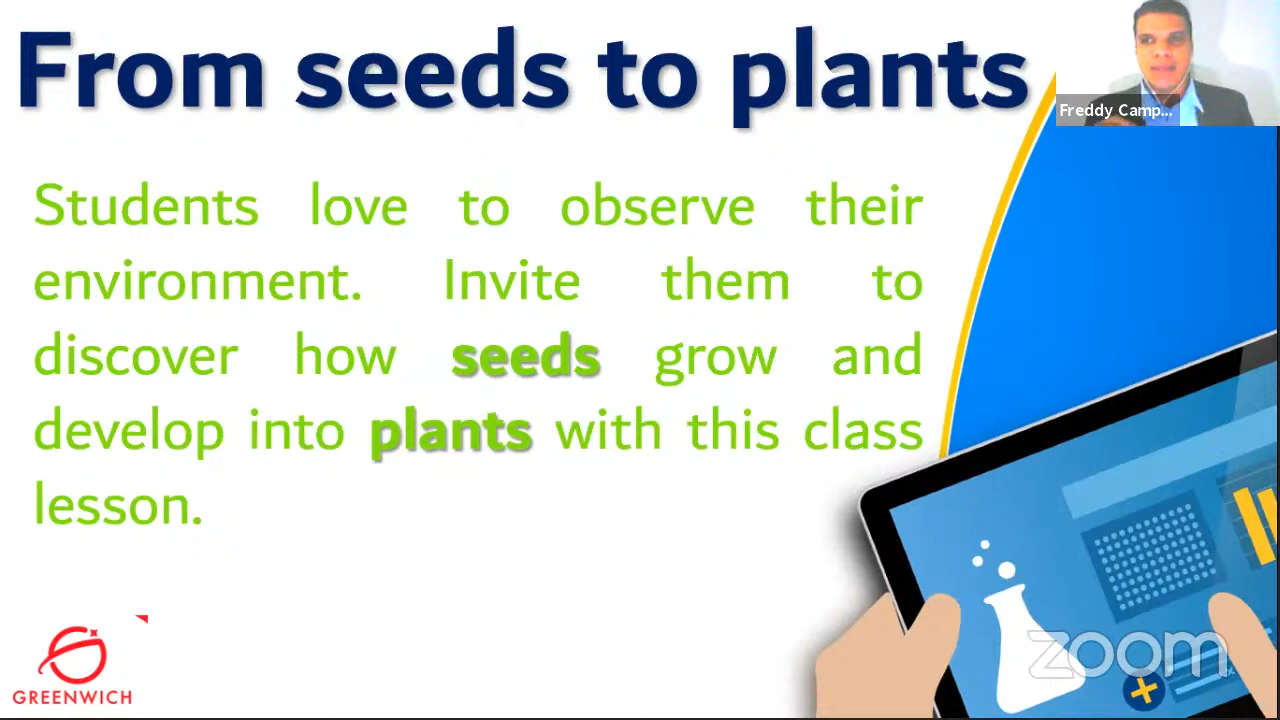 From seeds to plants
Freddy Camp...
Students love to observe their
environment. Invite them to
discover how seeds grow and
develop into plants with this class
lesson.
GREENWICH
zoom